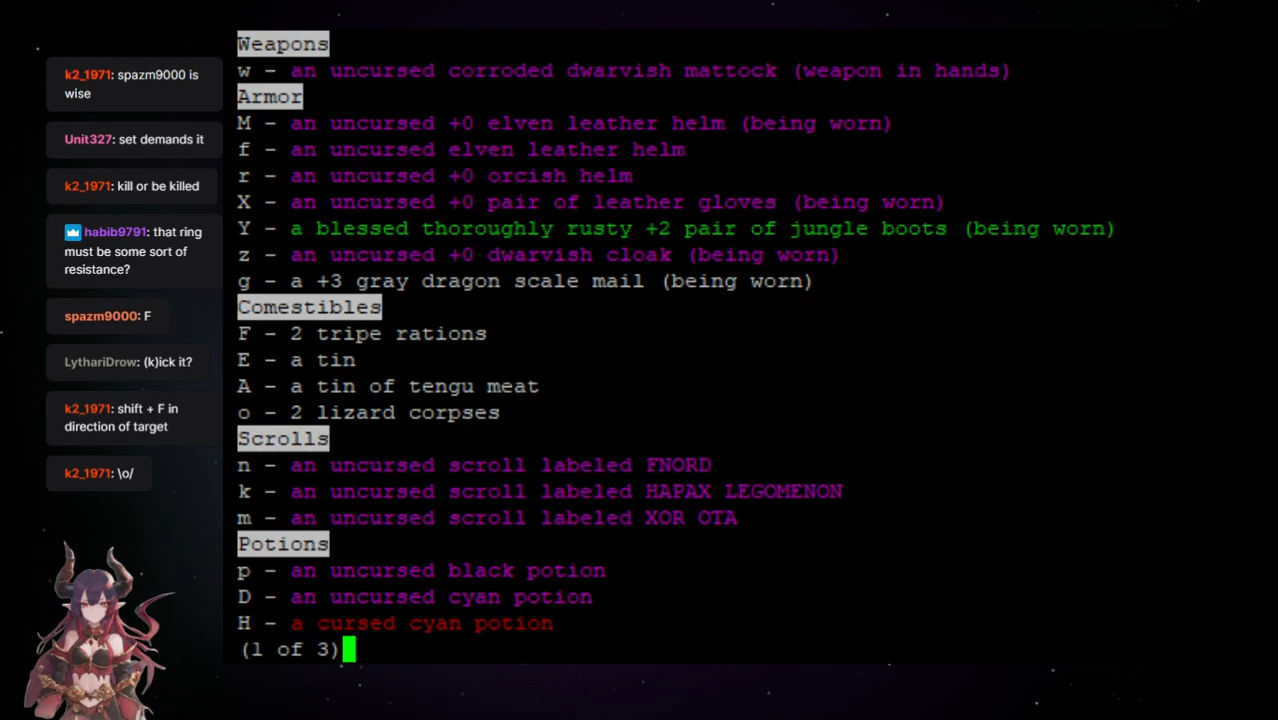 k2_1971: spazm9000 is
wise
Unit327: set demands it
k2_1971: kill or be killed
habib9791: that ring
must be some sort of
resistance?
spazm9000: F
LythariDrow: (k)ick it?
k2_1971: shift + F in
direction of target
k2_1971: \o/
Weapons
w - an uncursed corroded dwarvish mattock (weapon in hands)
Armor
M - an uncursed +0 elven leather helm (being worn)
f - an uncursed elven leather helm
r - an uncursed +0 orcish helm
X - an uncursed +0 pair of leather gloves (being worn)
Y - a blessed thoroughly rusty +2 pair of jungle boots (being worn)
z - an uncursed +0 dwarvish cloak (being worn)
g - a +3 gray dragon scale mail (being worn)
Comestibles
F - 2 tripe rations
E - a tin
A - a tin of tengu meat
o - 2 lizard corpses
Scrolls
n - an uncursed scroll labeled FNORD
k - an uncursed scroll labeled HAPAX LEGOMENON
m - an uncursed scroll labeled XOR OTA
Potions
p - an uncursed black potion
D - an uncursed cyan potion
H - a cursed cyan potion
(1 of 3)